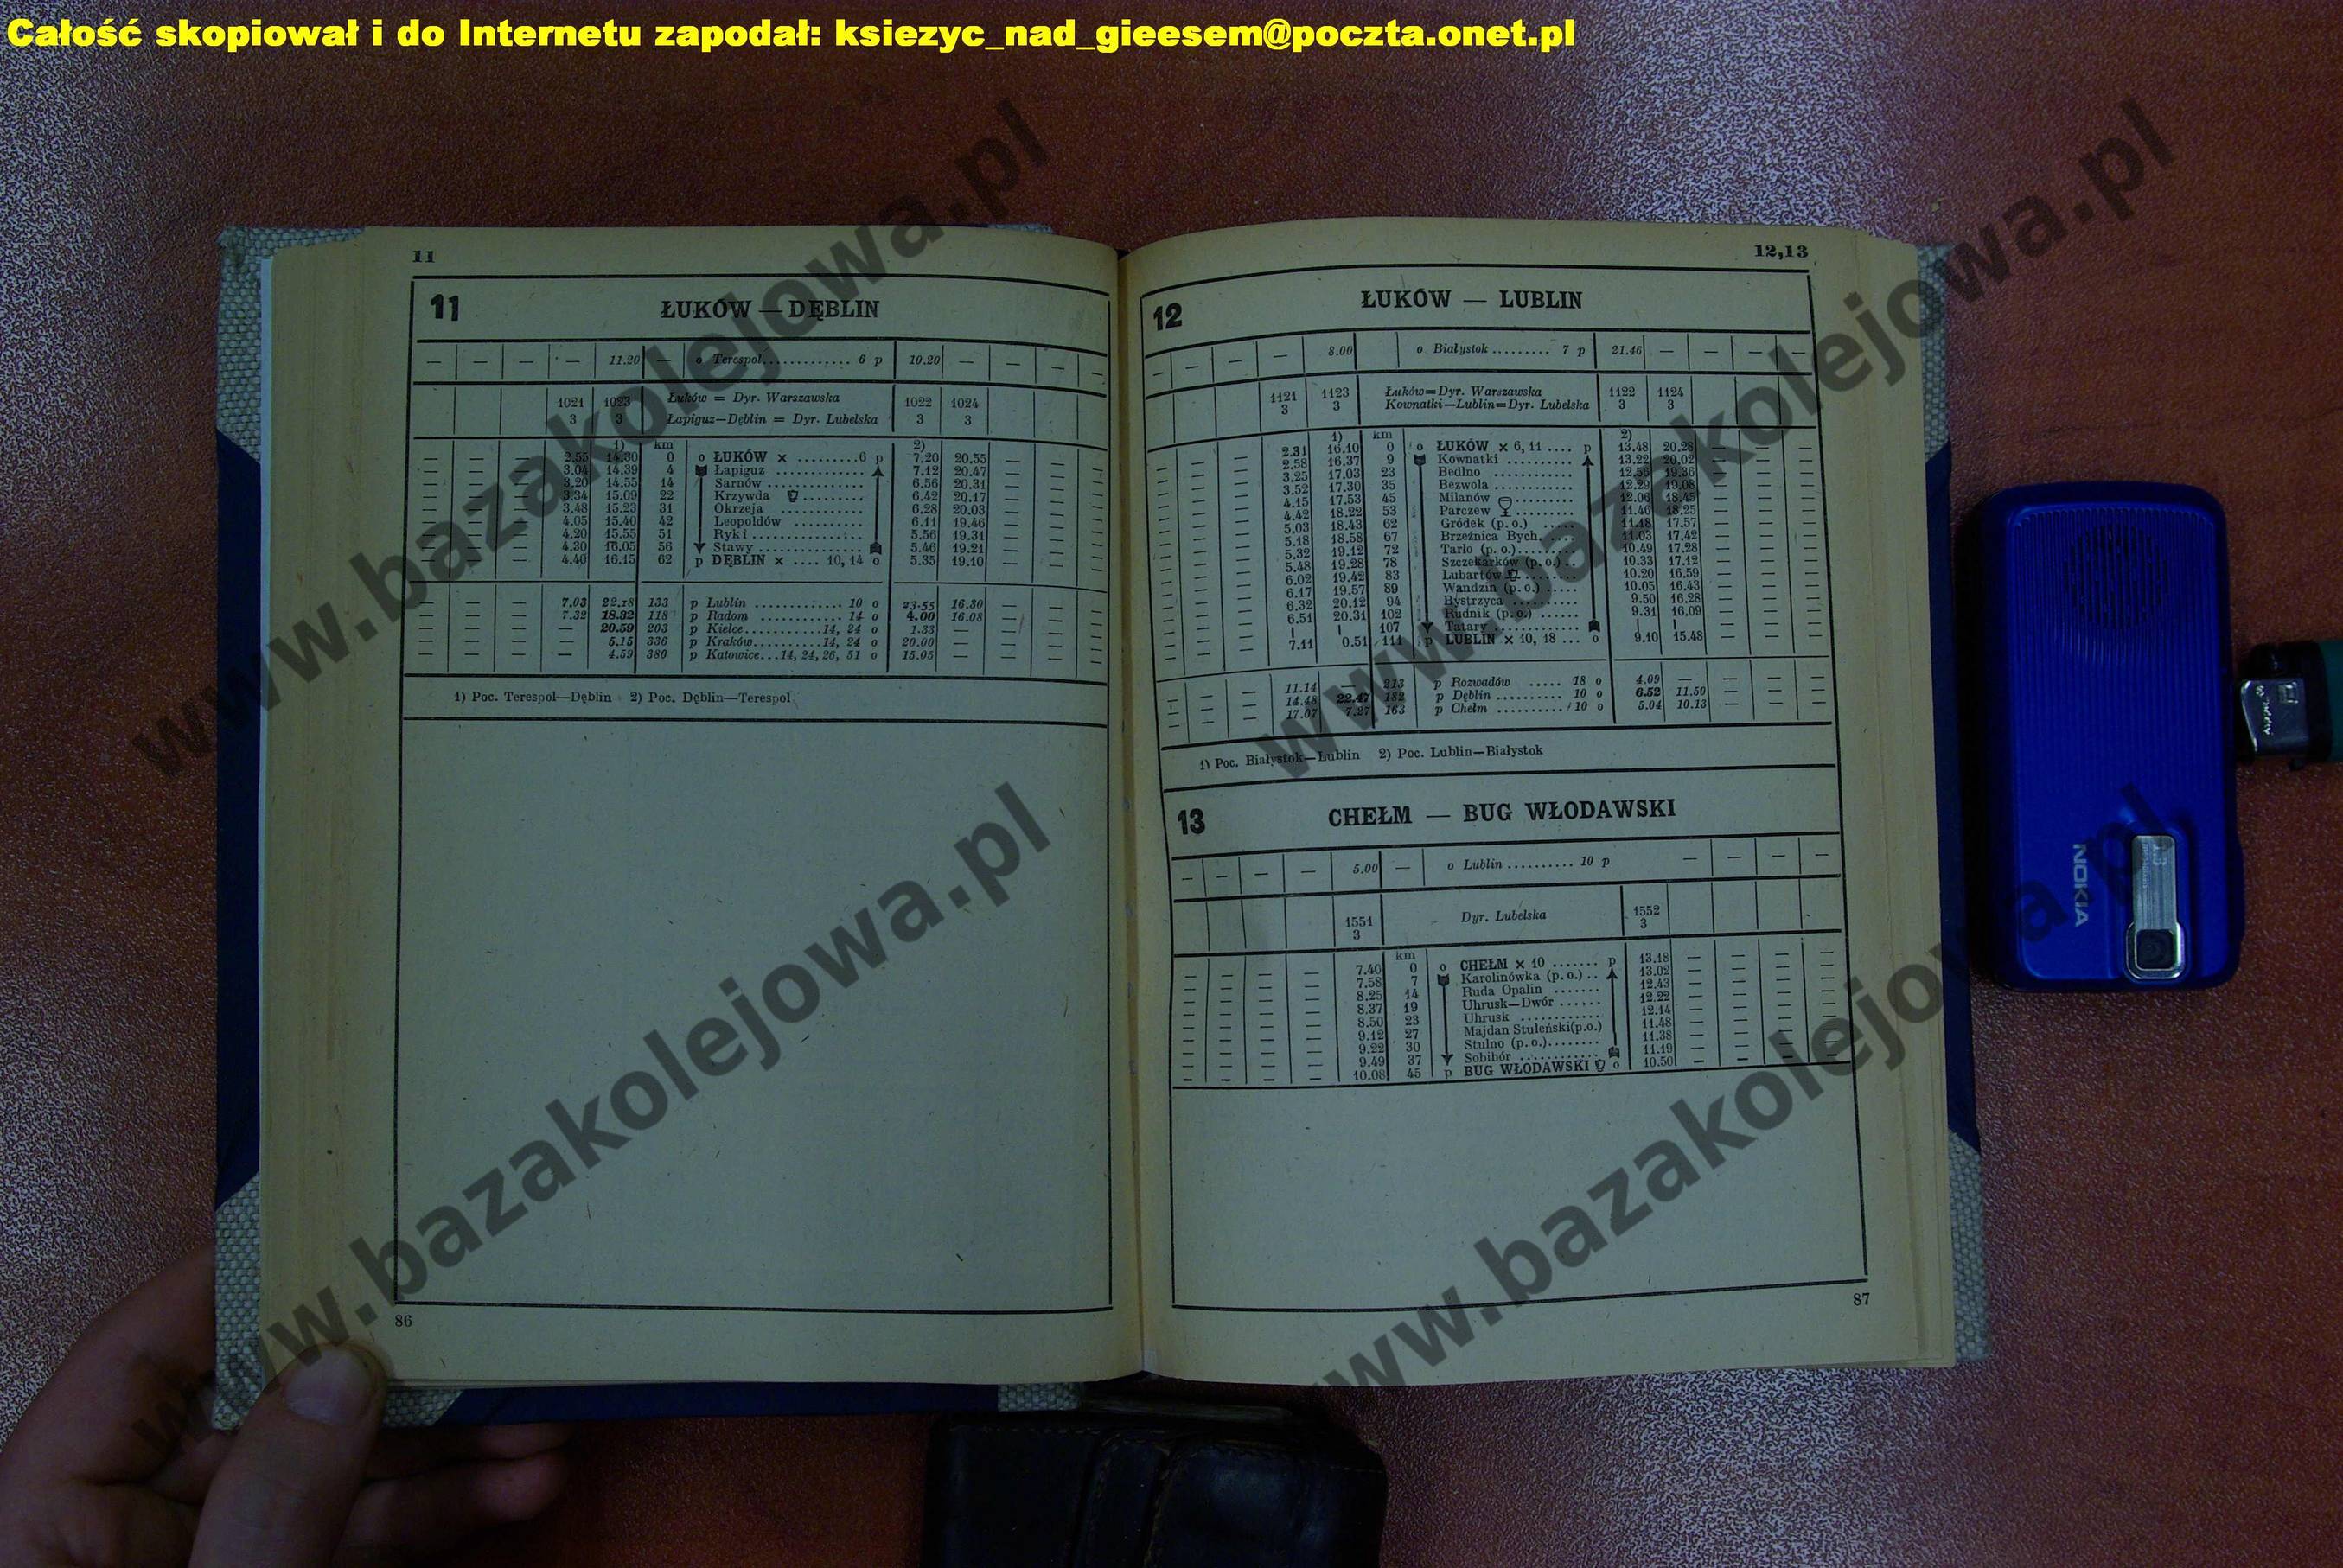 Całość skopiował i do Internetu zapodał: ksiezyc_nad_gieesem@poczta.onet.pl
11
11 ŁUKÓW — DĘBLIN
— — — — 11.20 — o Terespol............ 6 p 10.20 — — — —
1021 1023 Łuków = Dyr. Warszawska 1022 1024
3 3 Łapiguz—Dęblin = Dyr. Lubelska 3 3
1) km 2)
— — — 2.55 14.30 0 o ŁUKÓW × .........6 p 7.20 20.55 — — —
— — — 3.04 14.39 4 Łapiguz ............ 7.12 20.47 — — —
— — — 3.20 14.55 14 Sarnów ............ 6.56 20.31 — — —
— — — 3.34 15.09 22 Krzywda ......... 6.42 20.17 — — —
— — — 3.48 15.23 31 Okrzeja ............ 6.28 20.03 — — —
— — — 4.05 15.40 42 Leopoldów .......... 6.11 19.46 — — —
— — — 4.20 15.55 51 Ryki ............... 5.56 19.31 — — —
— — — 4.30 16.05 56 Stawy .............. 5.46 19.21 — — —
— — — 4.40 16.15 62 p DĘBLIN × .... 10, 14 o 5.35 19.10 — — —
— — — 7.03 22.18 133 p Lublin ............ 10 o 23.55 16.30 — — —
— — — 7.32 18.32 118 p Radom ............ 14 o 4.00 16.08 — — —
— — — — 20.59 203 p Kielce..........14, 24 o 1.33 — — — —
— — — — 5.15 336 p Kraków.........14, 24 o 20.00 — — — —
— — — — 4.59 380 p Katowice...14, 24, 26, 51 o 15.05 — — — —
1) Poc. Terespol—Dęblin 2) Poc. Dęblin—Terespol
86
12,13
12 ŁUKÓW — LUBLIN
— — — — 8.00 o Białystok ......... 7 p 21.46 — — — —
1121 1123 Łuków=Dyr. Warszawska 1122 1124
3 3 Kownatki—Lublin=Dyr. Lubelska 3 3
1) km 2)
— — — 2.31 16.10 0 o ŁUKÓW × 6, 11 .... p 13.48 20.28 — — —
— — — 2.58 16.37 9 Kownatki .......... 13.22 20.02 — — —
— — — 3.25 17.03 23 Bedlno ............ 12.56 19.36 — — —
— — — 3.52 17.30 35 Bezwola ........... 12.29 19.08 — — —
— — — 4.15 17.53 45 Milanów .......... 12.06 18.45 — — —
— — — 4.42 18.22 53 Parczew .......... 11.46 18.25 — — —
— — — 5.03 18.43 62 Gródek (p.o.) ..... 11.18 17.57 — — —
— — — 5.18 18.58 67 Brzeźnica Bych. ... 11.03 17.42 — — —
— — — 5.32 19.12 72 Tarło (p. o.)....... 10.49 17.28 — — —
— — — 5.48 19.28 78 Szczekarków (p. o.) .. 10.33 17.12 — — —
— — — 6.02 19.42 83 Lubartów ........ 10.20 16.59 — — —
— — — 6.17 19.57 89 Wandzin (p. o.) .... 10.05 16.43 — — —
— — — 6.32 20.12 94 Bystrzyca ......... 9.50 16.28 — — —
— — — 6.51 20.31 102 Rudnik (p. o.) ..... 9.31 16.09 — — —
— — — | | 107 Tatary ............ | | — — —
— — — 7.11 0.51 111 p LUBLIN × 10, 18 ... o 9.10 15.48 — — —
— — — 11.14 — 213 p Rozwadów ..... 18 o 4.09 — — — —
— — — 14.48 22.47 182 p Dęblin .......... 10 o 6.52 11.50 — — —
— — — 17.07 7.27 163 p Chełm .......... 10 o 5.04 10.13 — — —
1) Poc. Białystok—Lublin 2) Poc. Lublin—Białystok
13 CHEŁM — BUG WŁODAWSKI
— — — — 5.00 — o Lublin .......... 10 p — — — —
1551 Dyr. Lubelska 1552
3 3
km
— — — — 7.40 0 o CHEŁM × 10 ....... p 13.18 — — — —
— — — — 7.58 7 Karolinówka (p. o.) .. 13.02 — — — —
— — — — 8.25 14 Ruda Opalin ....... 12.43 — — — —
— — — — 8.37 19 Uhrusk—Dwór ...... 12.22 — — — —
— — — — 8.50 23 Uhrusk ............ 12.14 — — — —
— — — — 9.12 27 Majdan Stuleński(p.o.) 11.48 — — — —
— — — — 9.22 30 Stulno (p. o.)........ 11.38 — — — —
— — — — 9.49 37 Sobibór ............ 11.19 — — — —
— — — — 10.08 45 p BUG WŁODAWSKI o 10.50 — — — —
87
NOKIA
www.bazakolejowa.pl
www.bazakolejowa.pl
www.bazakolejowa.pl
www.bazakolejowa.pl